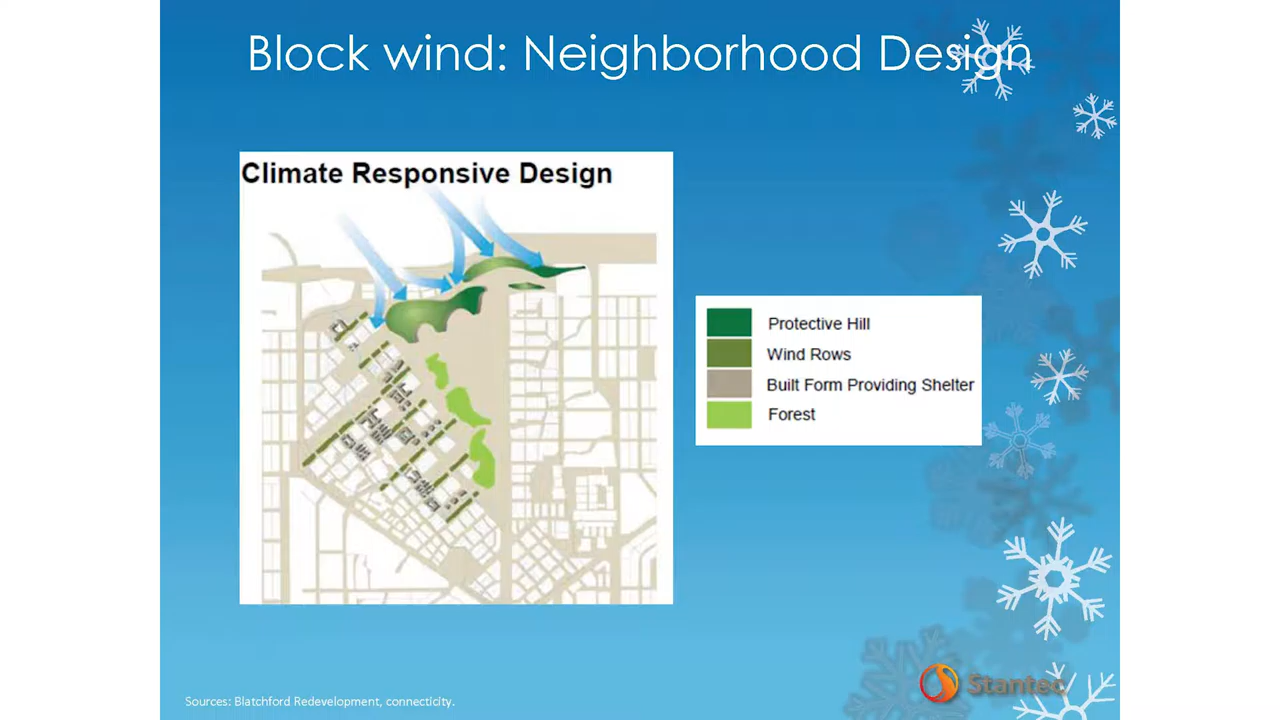 Block wind: Neighborhood Design
Climate Responsive Design
Protective Hill
Wind Rows
Built Form Providing Shelter
Forest
Sources: Blatchford Redevelopment, connecticity.
Stantec